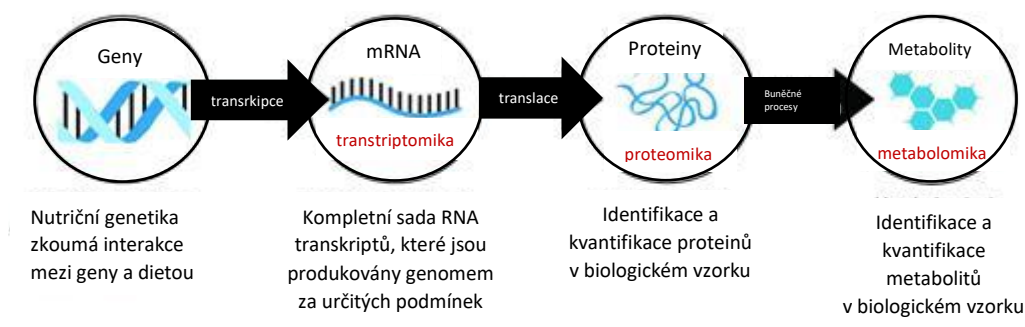 Geny
transrkipce
mRNA
transtriptomika
translace
Proteiny
proteomika
Buněčné
procesy
Metabolity
metabolomika
Nutriční genetika
zkoumá interakce
mezi geny a dietou
Kompletní sada RNA
transkriptů, které jsou
produkovány genomem
za určitých podmínek
Identifikace a
kvantifikace proteinů
v biologickém vzorku
Identifikace a
kvantifikace
metabolitů
v biologickém vzorku